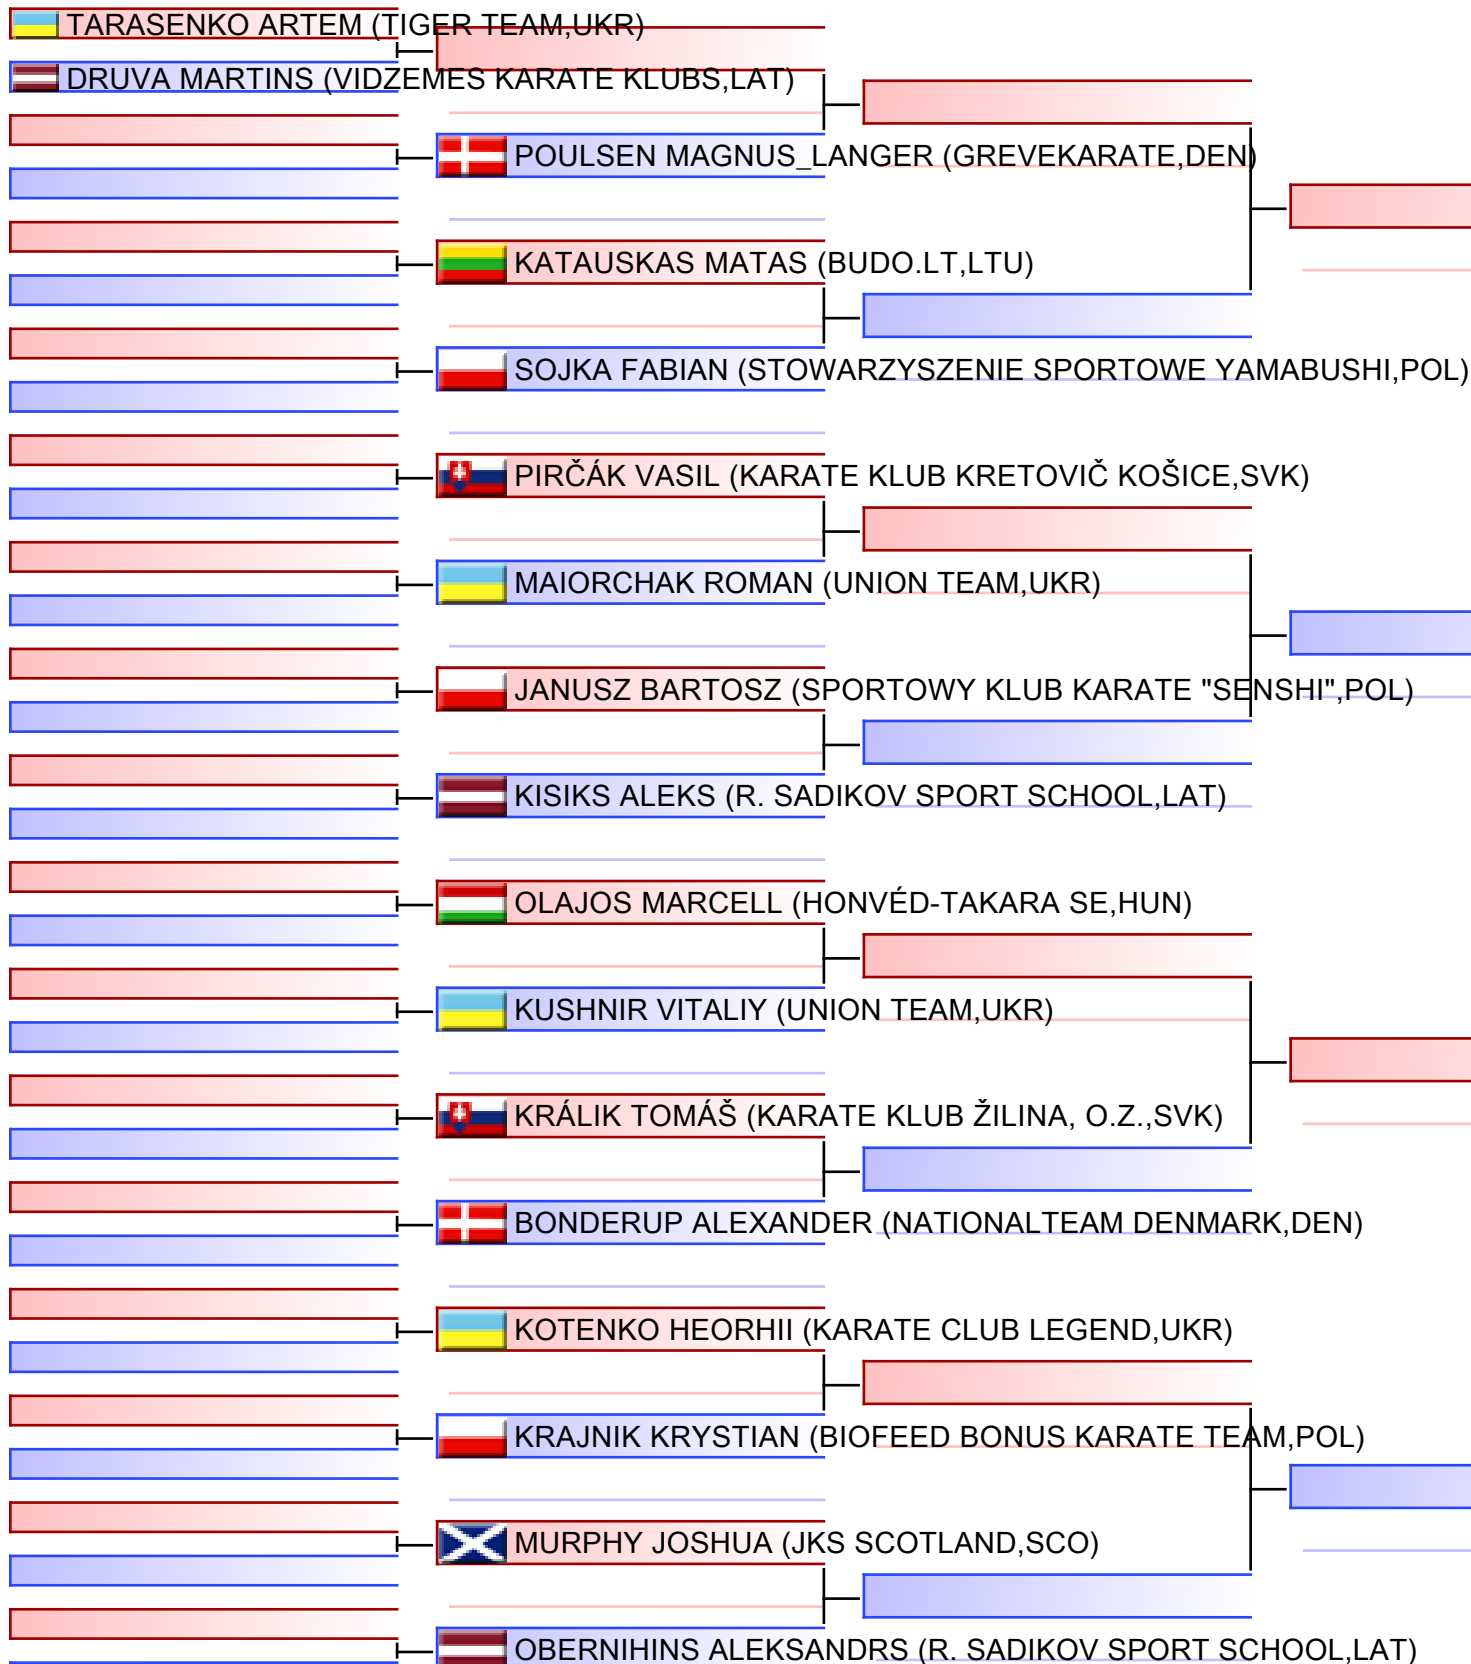 TARASENKO ARTEM (TIGER TEAM,UKR)
DRUVA MARTINS (VIDZEMES KARATE KLUBS,LAT)
POULSEN MAGNUS_LANGER (GREVEKARATE,DEN)
KATAUSKAS MATAS (BUDO.LT,LTU)
SOJKA FABIAN (STOWARZYSZENIE SPORTOWE YAMABUSHI,POL)
PIRČÁK VASIL (KARATE KLUB KRETOVIČ KOŠICE,SVK)
MAIORCHAK ROMAN (UNION TEAM,UKR)
JANUSZ BARTOSZ (SPORTOWY KLUB KARATE "SENSHI",POL)
KISIKS ALEKS (R. SADIKOV SPORT SCHOOL,LAT)
OLAJOS MARCELL (HONVÉD-TAKARA SE,HUN)
KUSHNIR VITALIY (UNION TEAM,UKR)
KRÁLIK TOMÁŠ (KARATE KLUB ŽILINA, O.Z.,SVK)
BONDERUP ALEXANDER (NATIONALTEAM DENMARK,DEN)
KOTENKO HEORHII (KARATE CLUB LEGEND,UKR)
KRAJNIK KRYSTIAN (BIOFEED BONUS KARATE TEAM,POL)
MURPHY JOSHUA (JKS SCOTLAND,SCO)
OBERNIHINS ALEKSANDRS (R. SADIKOV SPORT SCHOOL,LAT)